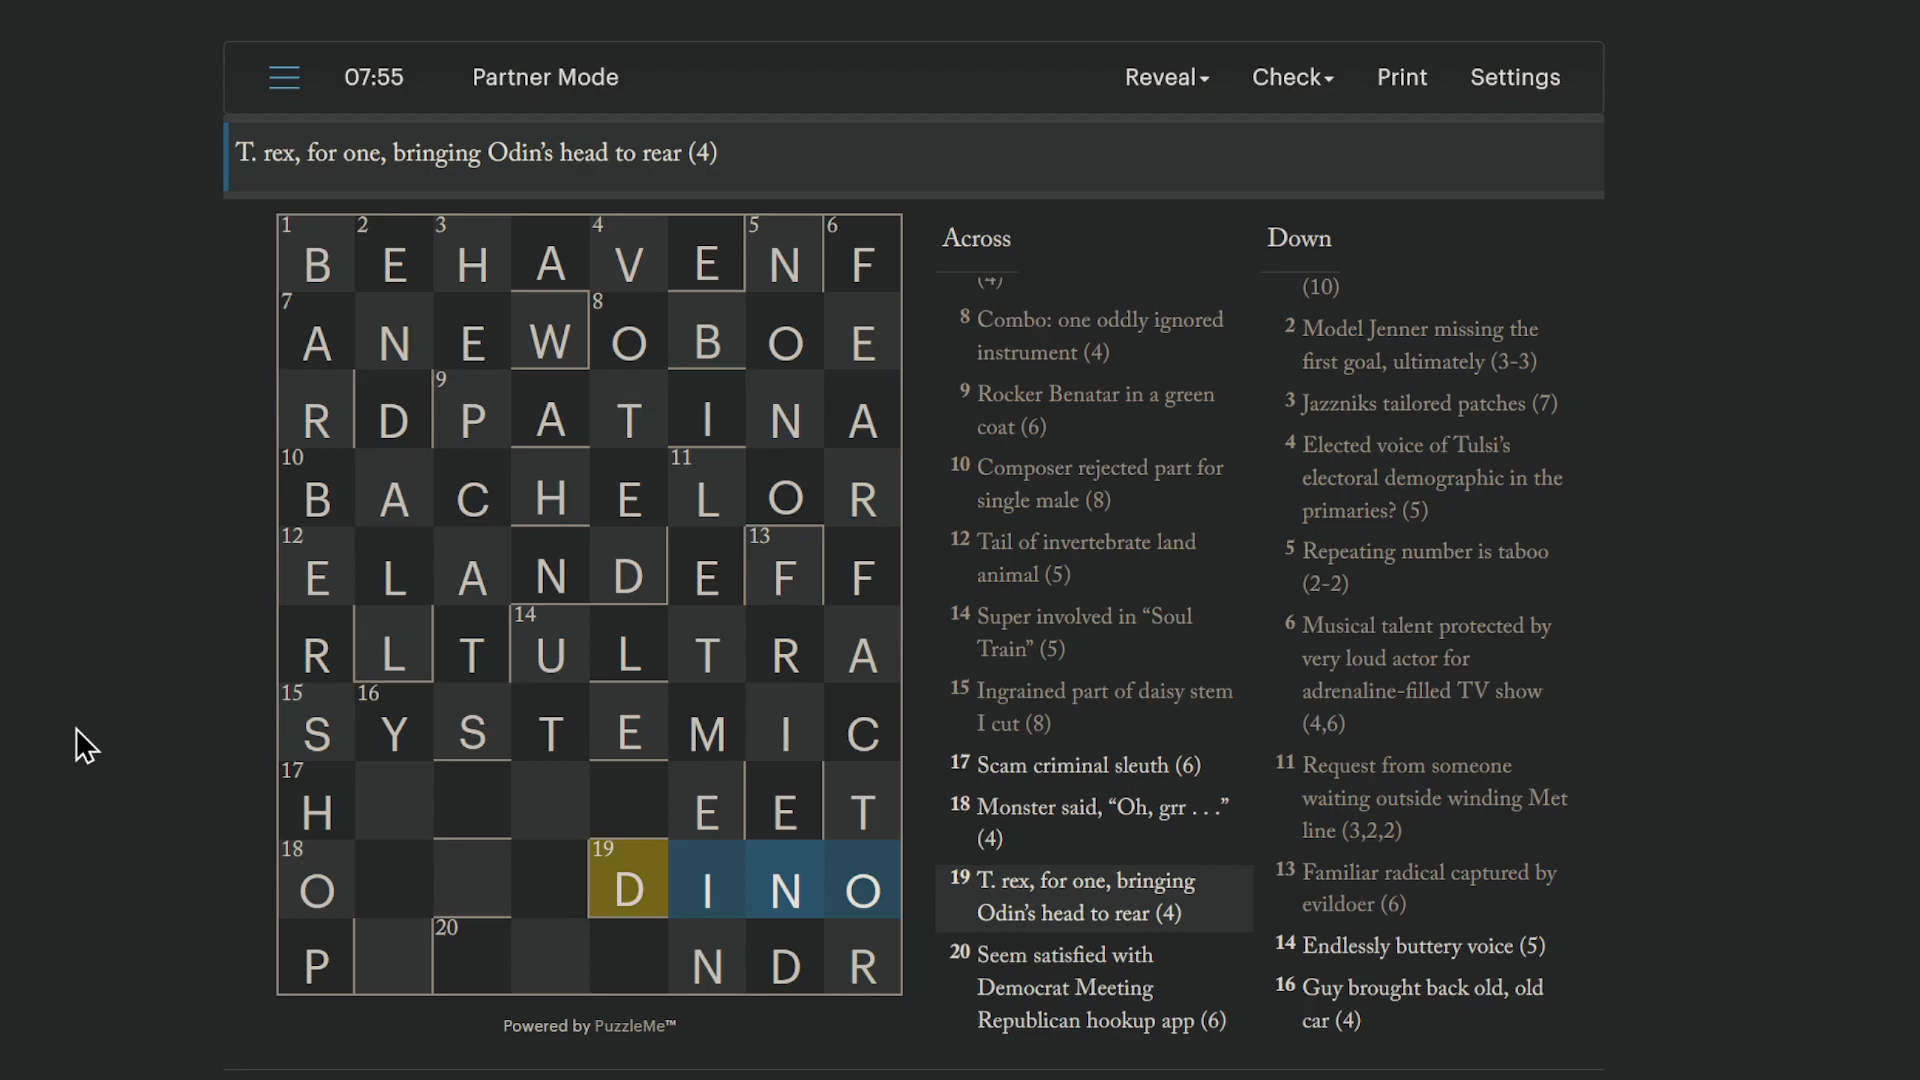 07:55 Partner Mode Reveal Check Print Settings
T. rex, for one, bringing Odin's head to rear (4)
1 2 3 4 5 6
B E H A V E N F
7 8
A N E W O B O E
9
R D P A T I N A
10 11
B A C H E L O R
12 13
E L A N D E F F
14
R L T U L T R A
15 16
S Y S T E M I C
17
H E E T
18 19
O D I N O
20
P N D R
Powered by PuzzleMe™
Across
(4)
8 Combo: one oddly ignored
instrument (4)
9 Rocker Benatar in a green
coat (6)
10 Composer rejected part for
single male (8)
12 Tail of invertebrate land
animal (5)
14 Super involved in “Soul
Train” (5)
15 Ingrained part of daisy stem
I cut (8)
17 Scam criminal sleuth (6)
18 Monster said, “Oh, grr . . .”
(4)
19 T. rex, for one, bringing
Odin's head to rear (4)
20 Seem satisfied with
Democrat Meeting
Republican hookup app (6)
Down
(10)
2 Model Jenner missing the
first goal, ultimately (3-3)
3 Jazzniks tailored patches (7)
4 Elected voice of Tulsi's
electoral demographic in the
primaries? (5)
5 Repeating number is taboo
(2-2)
6 Musical talent protected by
very loud actor for
adrenaline-filled TV show
(4,6)
11 Request from someone
waiting outside winding Met
line (3,2,2)
13 Familiar radical captured by
evildoer (6)
14 Endlessly buttery voice (5)
16 Guy brought back old, old
car (4)